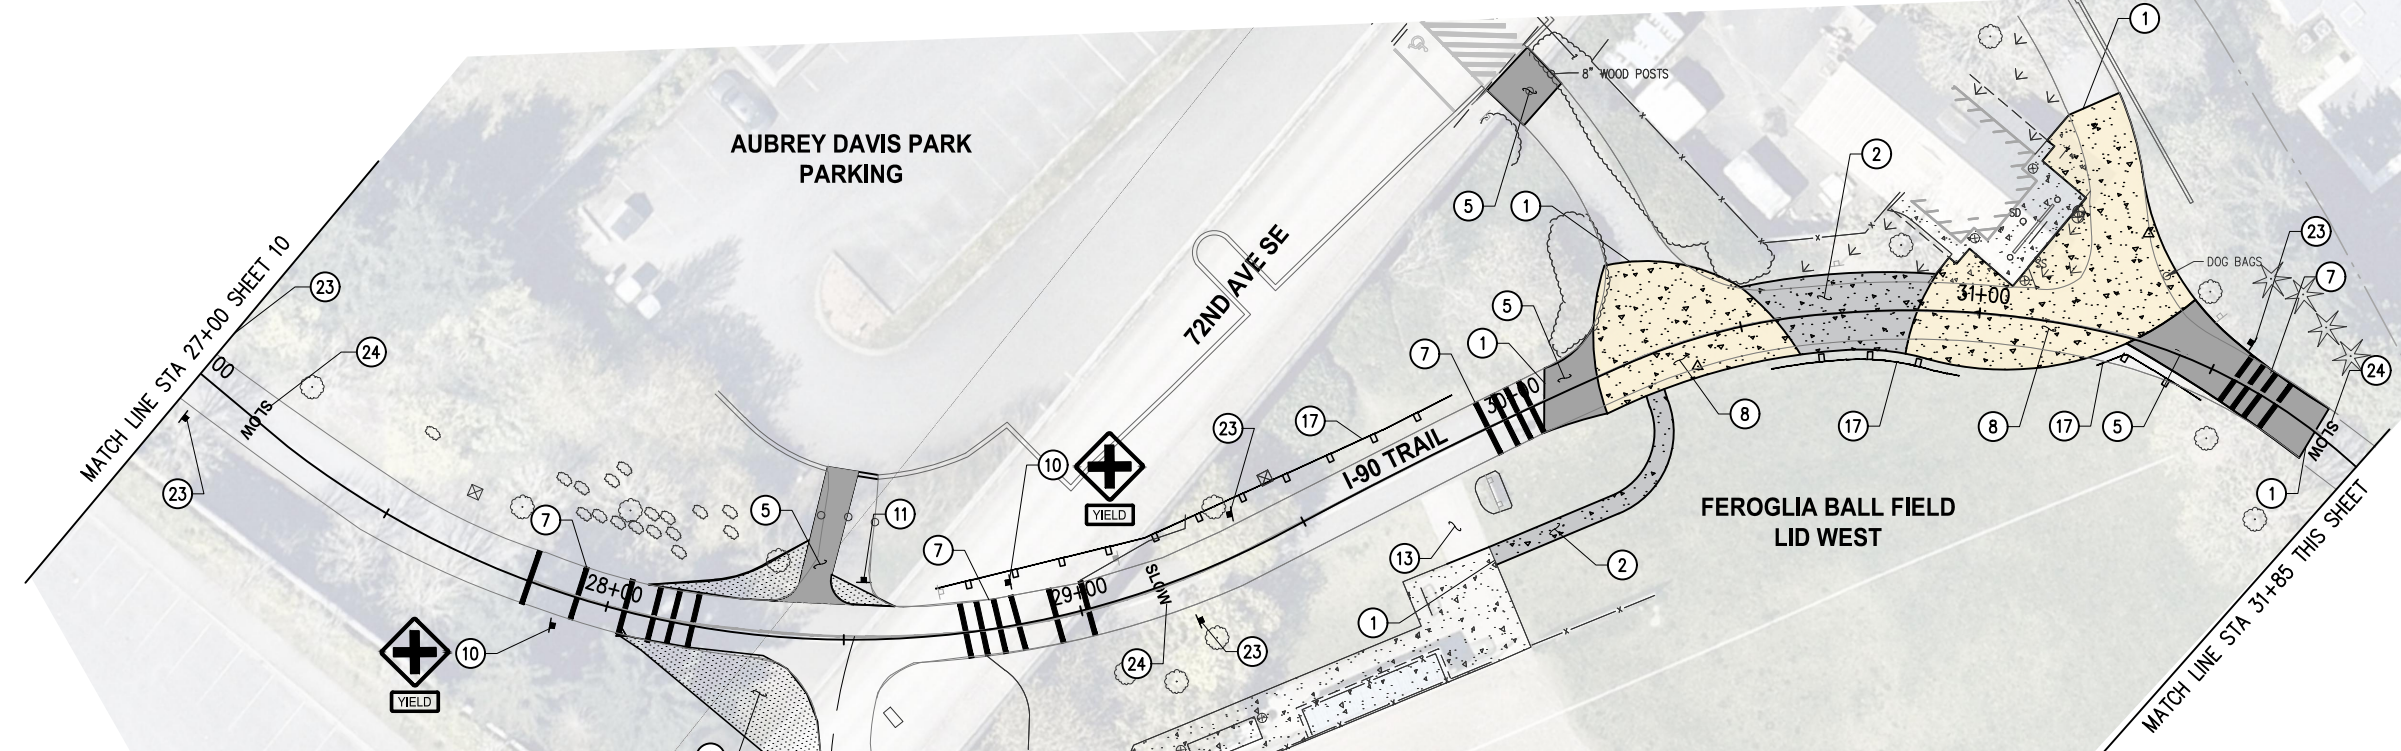 1
8" WOOD POSTS
AUBREY DAVIS PARK
PARKING
2
5
1
SD
23
MATCH LINE STA 27+00 SHEET 10
23
72ND AVE SE
DOG BAGS
7
31+00
5
1
7
24
24
00
SLOW
30+00
8
17
8
17
5
SLOW
23
17
I-90 TRAIL
10
YIELD
23
7
5
11
1
FEROGLIA BALL FIELD
LID WEST
7
13
2
28+00
29+00
SLOW
1
10
24
23
YIELD
MATCH LINE STA 31+85 THIS SHEET